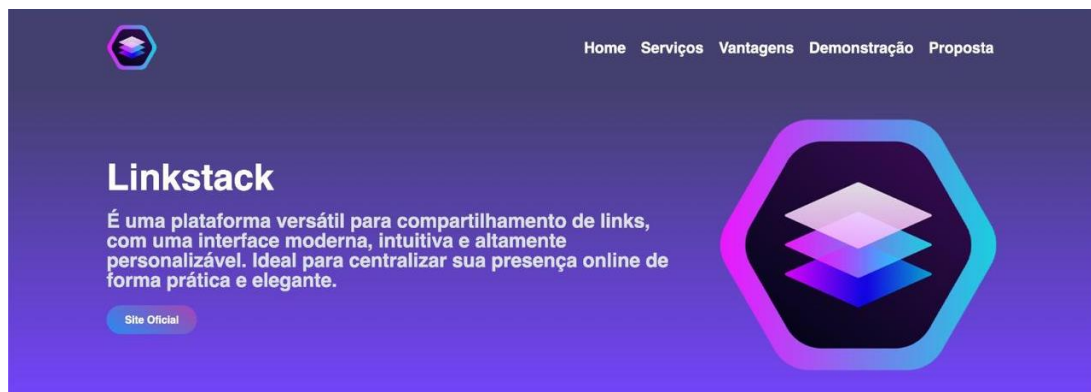 Home Serviços Vantagens Demonstração Proposta
Linkstack
É uma plataforma versátil para compartilhamento de links,
com uma interface moderna, intuitiva e altamente
personalizável. Ideal para centralizar sua presença online de
forma prática e elegante.
Site Oficial